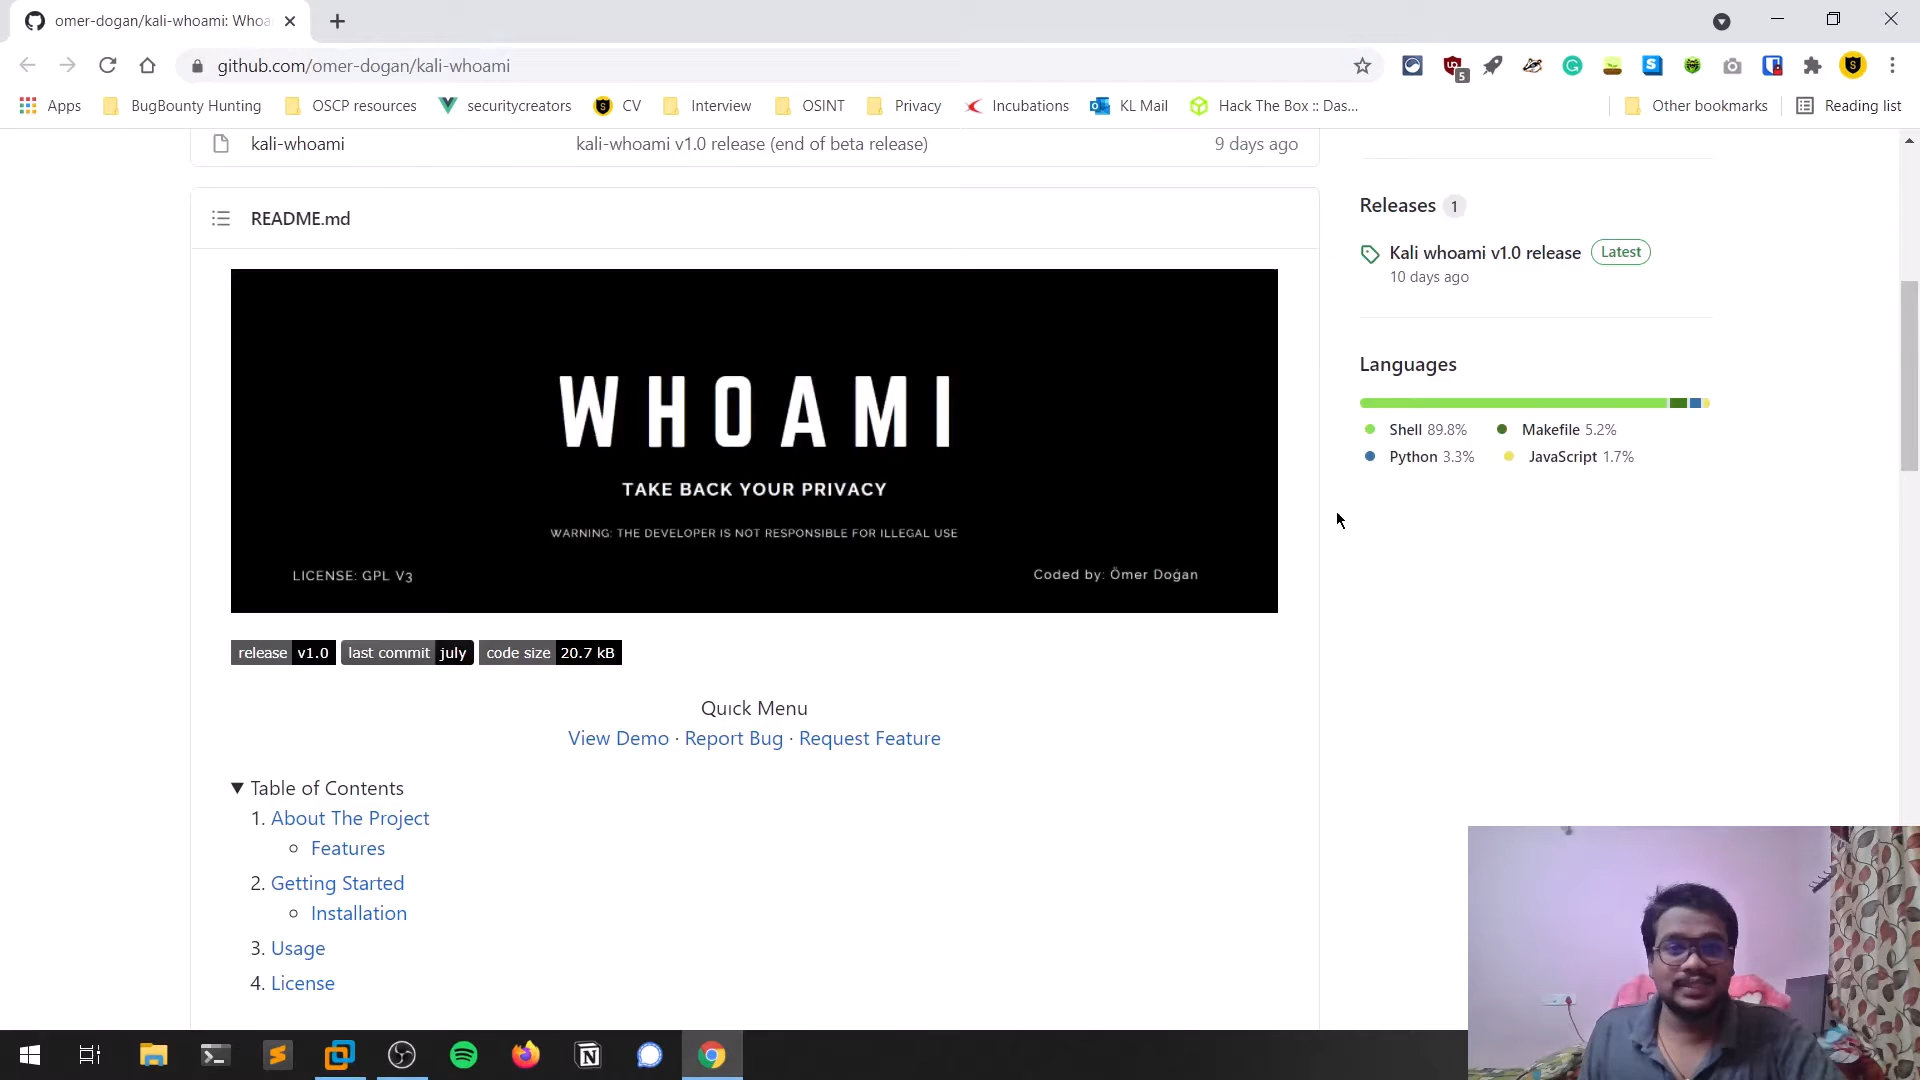 omer-dogan/kali-whoami: Whoa
github.com/omer-dogan/kali-whoami
5
Apps BugBounty Hunting OSCP resources securitycreators CV Interview OSINT Privacy Incubations KL Mail Hack The Box :: Das... Other bookmarks Reading list
kali-whoami kali-whoami v1.0 release (end of beta release) 9 days ago
README.md
WHOAMI
TAKE BACK YOUR PRIVACY
WARNING: THE DEVELOPER IS NOT RESPONSIBLE FOR ILLEGAL USE
LICENSE: GPL V3 Coded by: Ömer Doğan
release v1.0 last commit july code size 20.7 kB
Quıck Menu
View Demo · Report Bug · Request Feature
Table of Contents
1. About The Project
Features
2. Getting Started
Installation
3. Usage
4. License
Releases 1
Kali whoami v1.0 release Latest
10 days ago
Languages
Shell 89.8% Makefile 5.2%
Python 3.3% JavaScript 1.7%